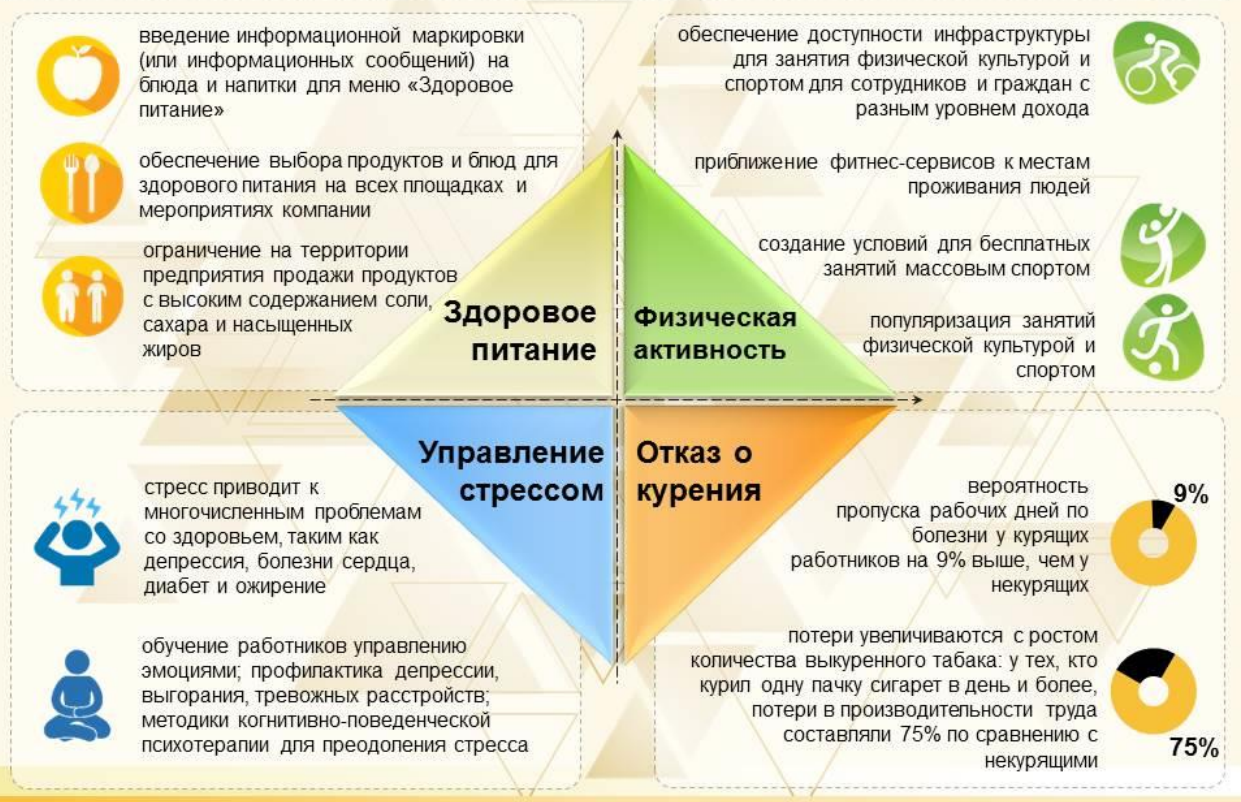 введение информационной маркировки
(или информационных сообщений) на
блюда и напитки для меню «Здоровое
питание»
обеспечение выбора продуктов и блюд для
здорового питания на всех площадках и
мероприятиях компании
ограничение на территории
предприятия продажи продуктов
с высоким содержанием соли,
сахара и насыщенных
жиров
Здоровое
питание
обеспечение доступности инфраструктуры
для занятия физической культурой и
спортом для сотрудников и граждан с
разным уровнем дохода
приближение фитнес-сервисов к местам
проживания людей
создание условий для бесплатных
занятий массовым спортом
популяризация занятий
физической культурой и
спортом
Физическая
активность
Управление
стрессом
стресс приводит к
многочисленным проблемам
со здоровьем, таким как
депрессия, болезни сердца,
диабет и ожирение
обучение работников управлению
эмоциями; профилактика депрессии,
выгорания, тревожных расстройств;
методики когнитивно-поведенческой
психотерапии для преодоления стресса
Отказ о
курения
вероятность
пропуска рабочих дней по
болезни у курящих
работников на 9% выше, чем у
некурящих
9%
потери увеличиваются с ростом
количества выкуренного табака: у тех, кто
курил одну пачку сигарет в день и более,
потери в производительности труда
составляли 75% по сравнению с
некурящими
75%